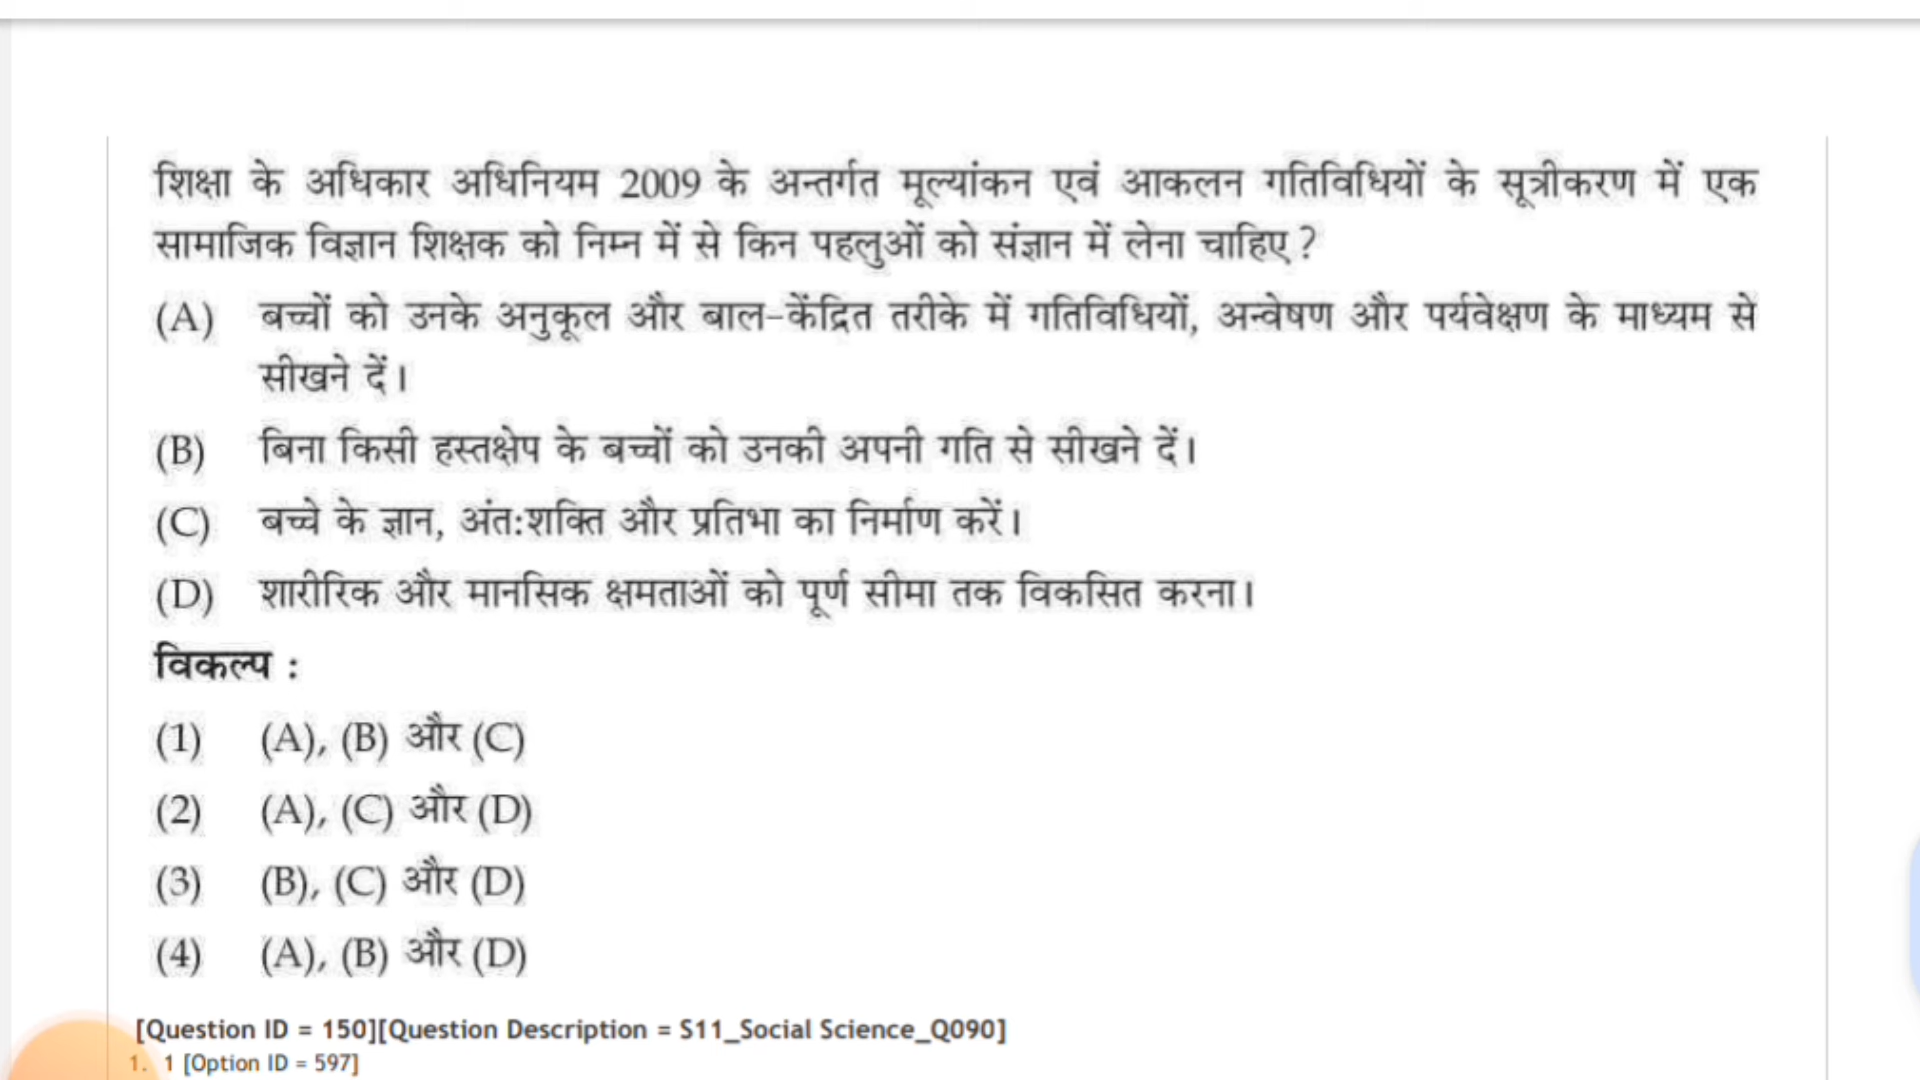 शिक्षा के अधिकार अधिनियम 2009 के अन्तर्गत मूल्यांकन एवं आकलन गतिविधियों के सूत्रीकरण में एक
सामाजिक विज्ञान शिक्षक को निम्न में से किन पहलुओं को संज्ञान में लेना चाहिए ?
(A) बच्चों को उनके अनुकूल और बाल-केंद्रित तरीके में गतिविधियों, अन्वेषण और पर्यवेक्षण के माध्यम से
सीखने दें।
(B) बिना किसी हस्तक्षेप के बच्चों को उनकी अपनी गति से सीखने दें।
(C) बच्चे के ज्ञान, अंत:शक्ति और प्रतिभा का निर्माण करें।
(D) शारीरिक और मानसिक क्षमताओं को पूर्ण सीमा तक विकसित करना।
विकल्प :
(1) (A), (B) और (C)
(2) (A), (C) और (D)
(3) (B), (C) और (D)
(4) (A), (B) और (D)
[Question ID = 150][Question Description = S11_Social Science_Q090]
1. 1 [Option ID = 597]